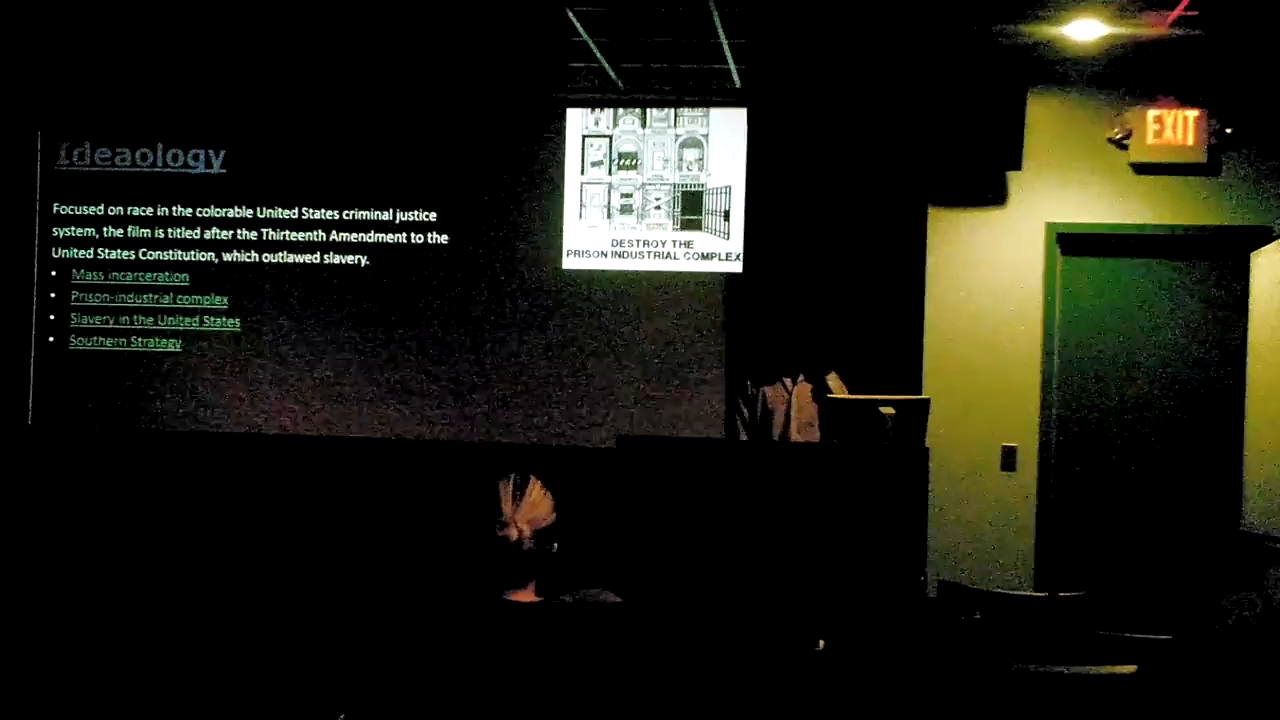 Ideaology
Focused on race in the colorable United States criminal justice
system, the film is titled after the Thirteenth Amendment to the
United States Constitution, which outlawed slavery.
• Mass incarceration
• Prison-industrial complex
• Slavery in the United States
• Southern Strategy
DESTROY THE
PRISON INDUSTRIAL COMPLEX
EXIT